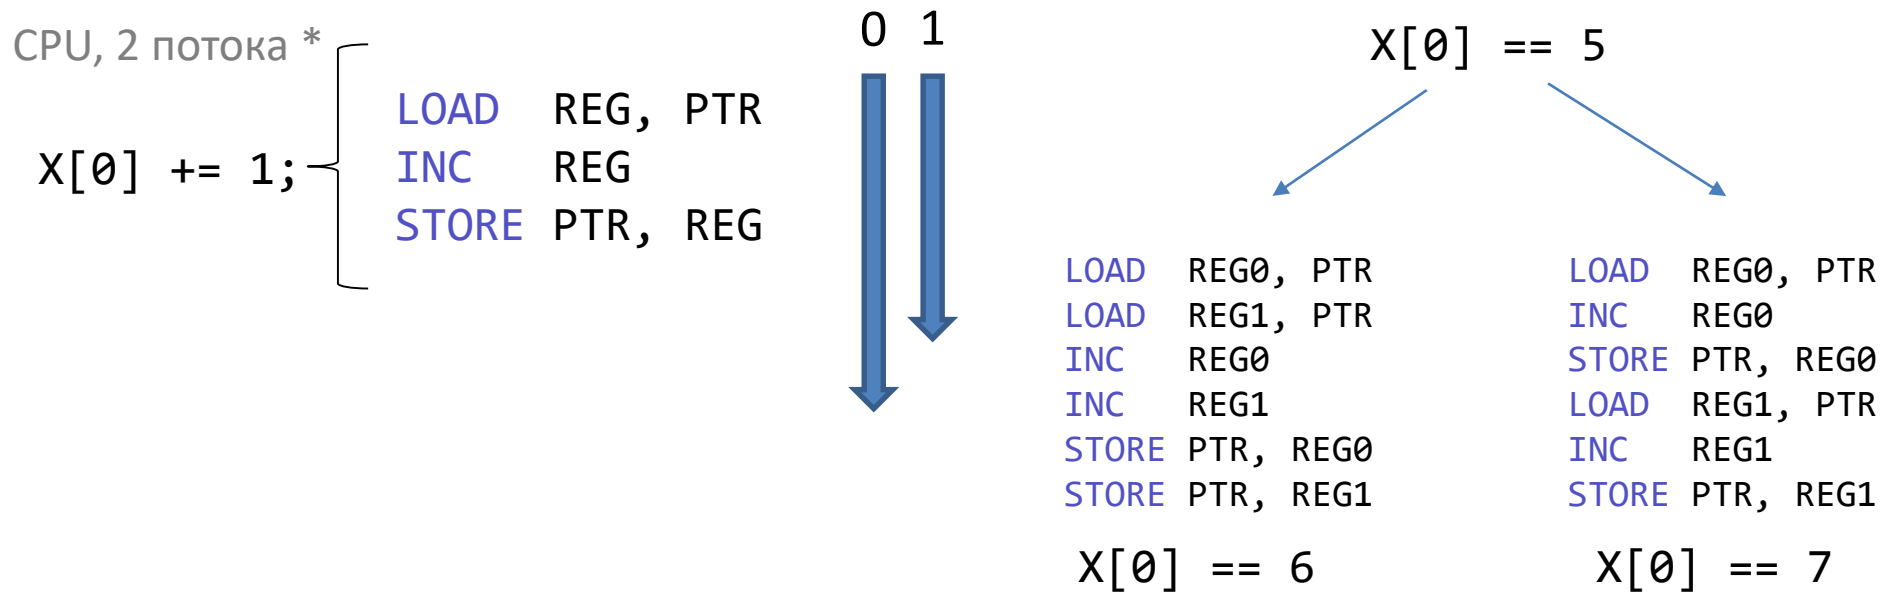 CPU, 2 потока *
X[0] += 1;
LOAD REG, PTR
INC REG
STORE PTR, REG
0 1
X[0] == 5
LOAD REG0, PTR
LOAD REG1, PTR
INC REG0
INC REG1
STORE PTR, REG0
STORE PTR, REG1
X[0] == 6
LOAD REG0, PTR
INC REG0
STORE PTR, REG0
LOAD REG1, PTR
INC REG1
STORE PTR, REG1
X[0] == 7